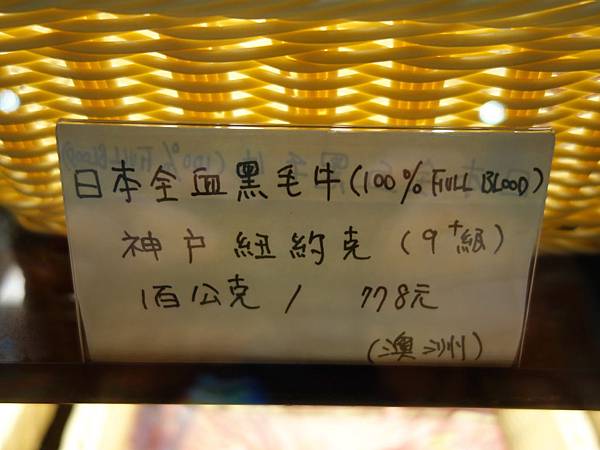 日本全血黑毛牛(100% FULL BLOOD)
神戶紐約克(9+級)
1百公克/ 778元
(澳洲)